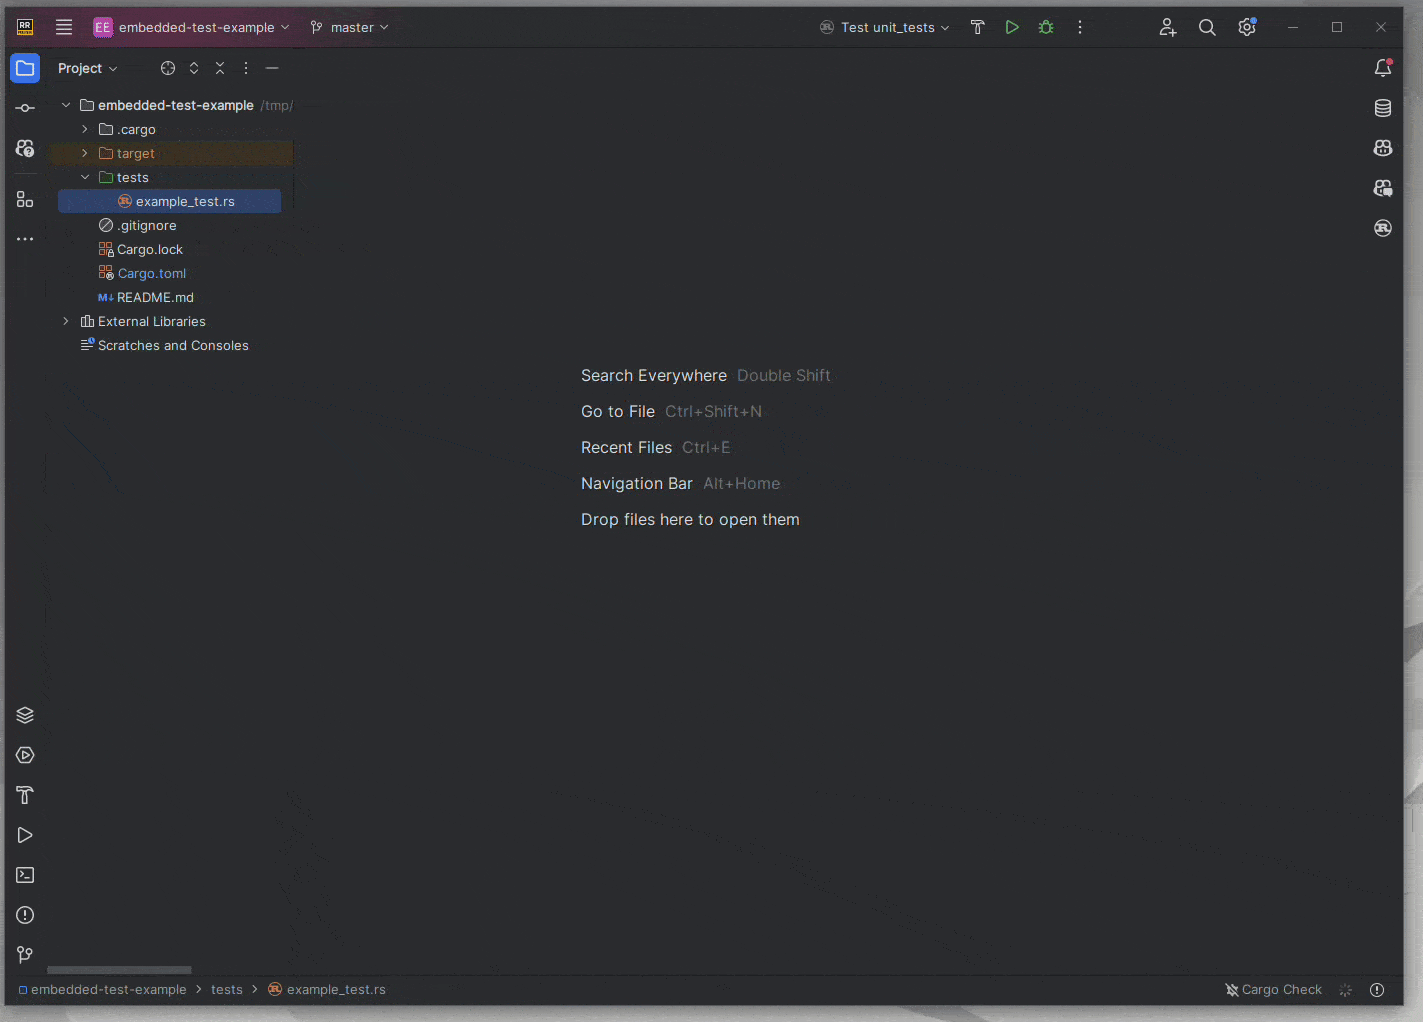 RR
EE embedded-test-example master Test unit_tests
Project
embedded-test-example /tmp/
.cargo
target
tests
example_test.rs
.gitignore
Cargo.lock
Cargo.toml
M↓ README.md
External Libraries
Scratches and Consoles
Search Everywhere Double Shift
Go to File Ctrl+Shift+N
Recent Files Ctrl+E
Navigation Bar Alt+Home
Drop files here to open them
embedded-test-example > tests > example_test.rs Cargo Check